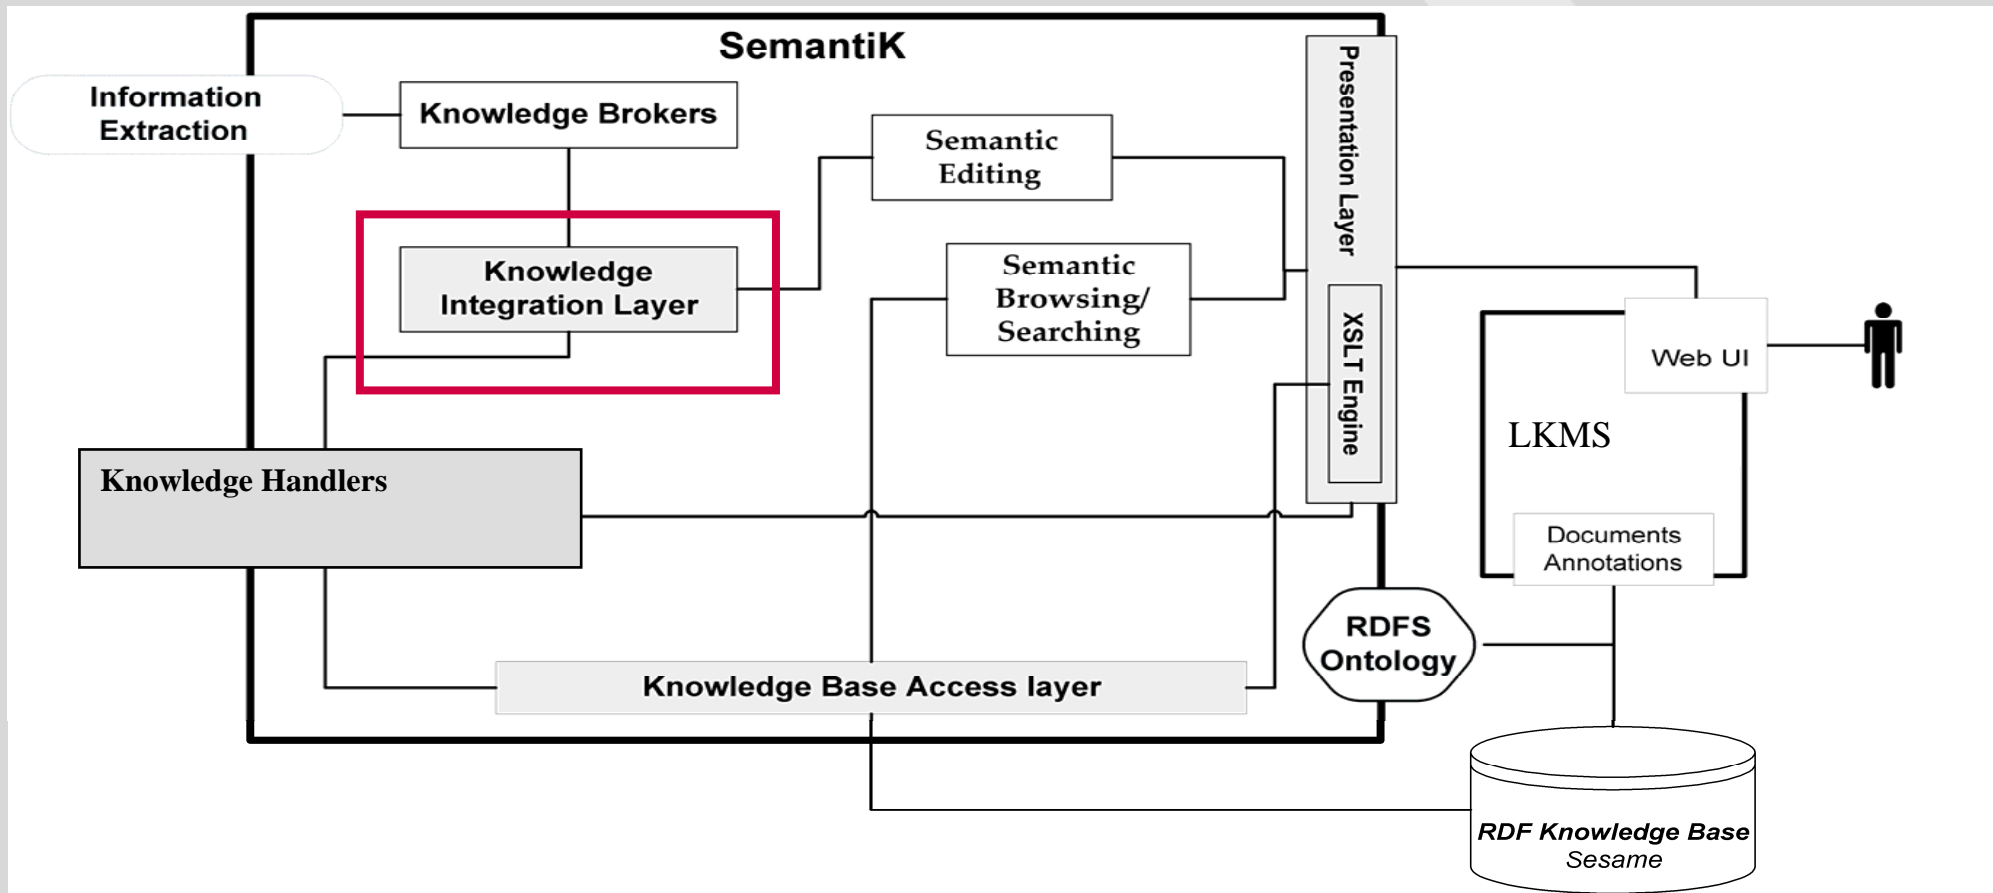 SemantiK
Information
Extraction
Knowledge Brokers
Semantic
Editing
Presentation Layer
Knowledge
Integration Layer
Semantic
Browsing/
Searching
XSLT Engine
Web UI
LKMS
Knowledge Handlers
Documents
Annotations
RDFS
Ontology
Knowledge Base Access layer
RDF Knowledge Base
Sesame